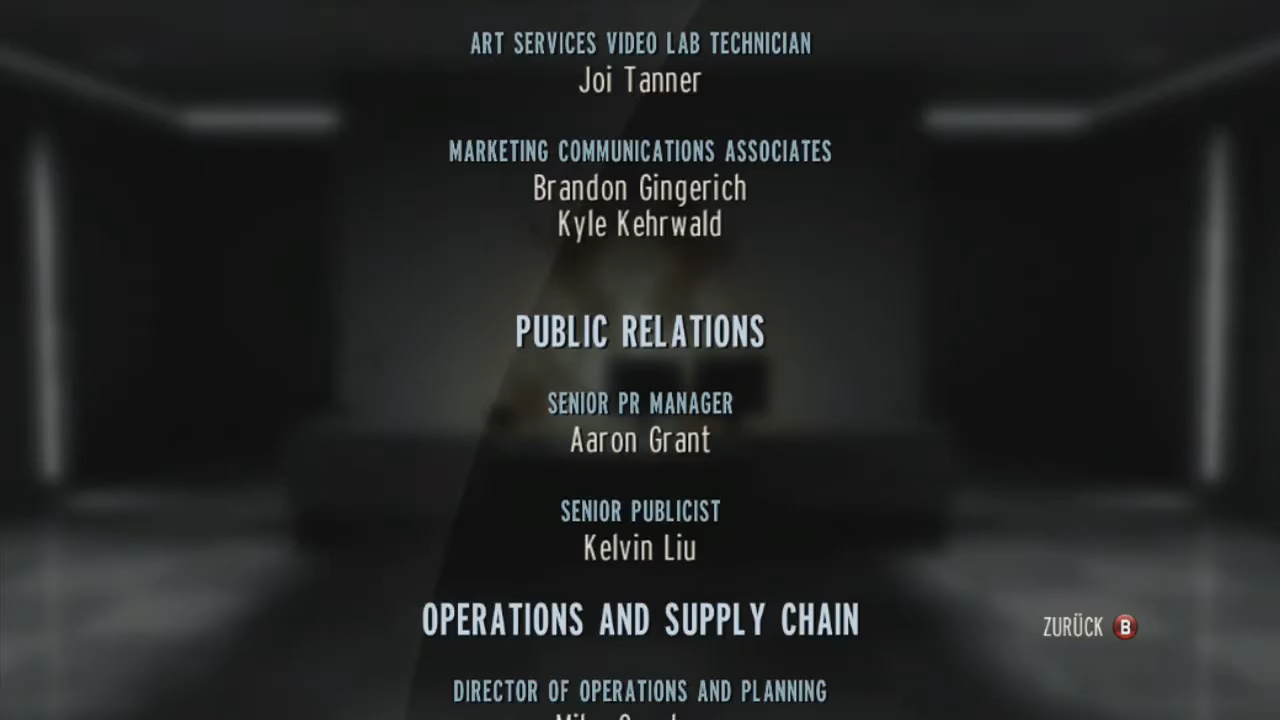 ART SERVICES VIDEO LAB TECHNICIAN
Joi Tanner
MARKETING COMMUNICATIONS ASSOCIATES
Brandon Gingerich
Kyle Kehrwald
PUBLIC RELATIONS
SENIOR PR MANAGER
Aaron Grant
SENIOR PUBLICIST
Kelvin Liu
OPERATIONS AND SUPPLY CHAIN
ZURÜCK B
DIRECTOR OF OPERATIONS AND PLANNING